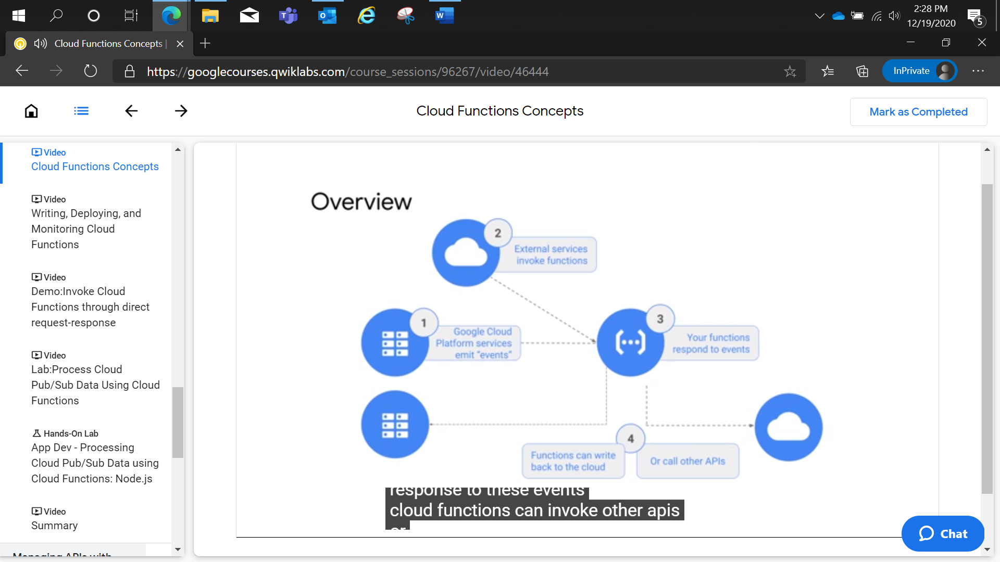 2:28 PM
12/19/2020
5
Cloud Functions Concepts |
https://googlecourses.qwiklabs.com/course_sessions/96267/video/46444
InPrivate
Cloud Functions Concepts
Mark as Completed
Video
Cloud Functions Concepts
Video
Writing, Deploying, and
Monitoring Cloud
Functions
Video
Demo:Invoke Cloud
Functions through direct
request-response
Video
Lab:Process Cloud
Pub/Sub Data Using Cloud
Functions
Hands-On Lab
App Dev - Processing
Cloud Pub/Sub Data using
Cloud Functions: Node.js
Video
Summary
Managing APIs with
Overview
2
External services
invoke functions
1
Google Cloud
Platform services
emit "events"
3
Your functions
respond to events
4
Functions can write
back to the cloud
Or call other APIs
response to these events
cloud functions can invoke other apis
or
Chat